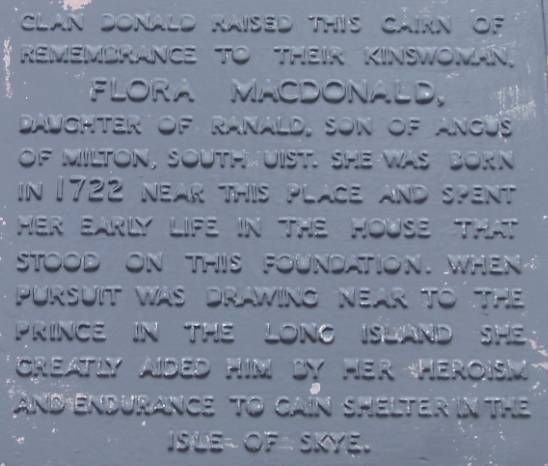 CLAN DONALD RAISED THIS CAIRN OF
REMEMBRANCE TO THEIR KINSWOMAN,
FLORA MACDONALD,
DAUGHTER OF RANALD, SON OF ANGUS
OF MILTON, SOUTH UIST. SHE WAS BORN
IN 1722 NEAR THIS PLACE AND SPENT
HER EARLY LIFE IN THE HOUSE THAT
STOOD ON THIS FOUNDATION. WHEN
PURSUIT WAS DRAWING NEAR TO THE
PRINCE IN THE LONG ISLAND SHE
GREATLY AIDED HIM BY HER HEROISM
AND ENDURANCE TO GAIN SHELTER IN THE
ISLE OF SKYE.